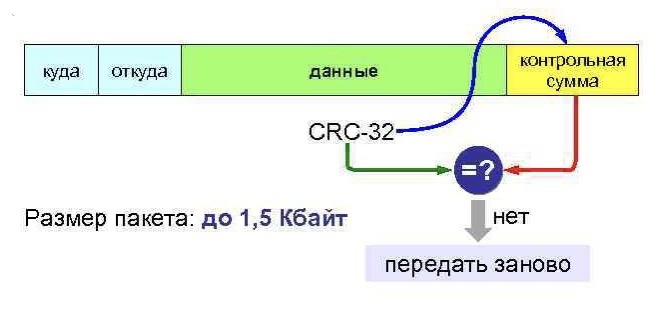 куда
откуда
данные
контрольная
сумма
CRC-32
=?
Размер пакета: до 1,5 Кбайт
нет
передать заново